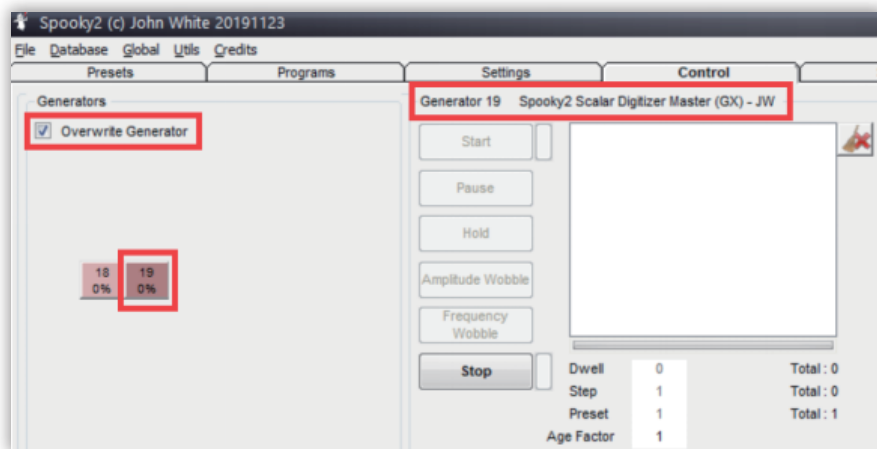 Spooky2 (c) John White 20191123
File Database Global Utils Credits
Presets Programs Settings Control
Generators
Overwrite Generator
18 19
0% 0%
Generator 19 Spooky2 Scalar Digitizer Master (GX) - JW
Start
Pause
Hold
Amplitude Wobble
Frequency
Wobble
Stop
Dwell 0 Total : 0
Step 1 Total : 0
Preset 1 Total : 1
Age Factor 1